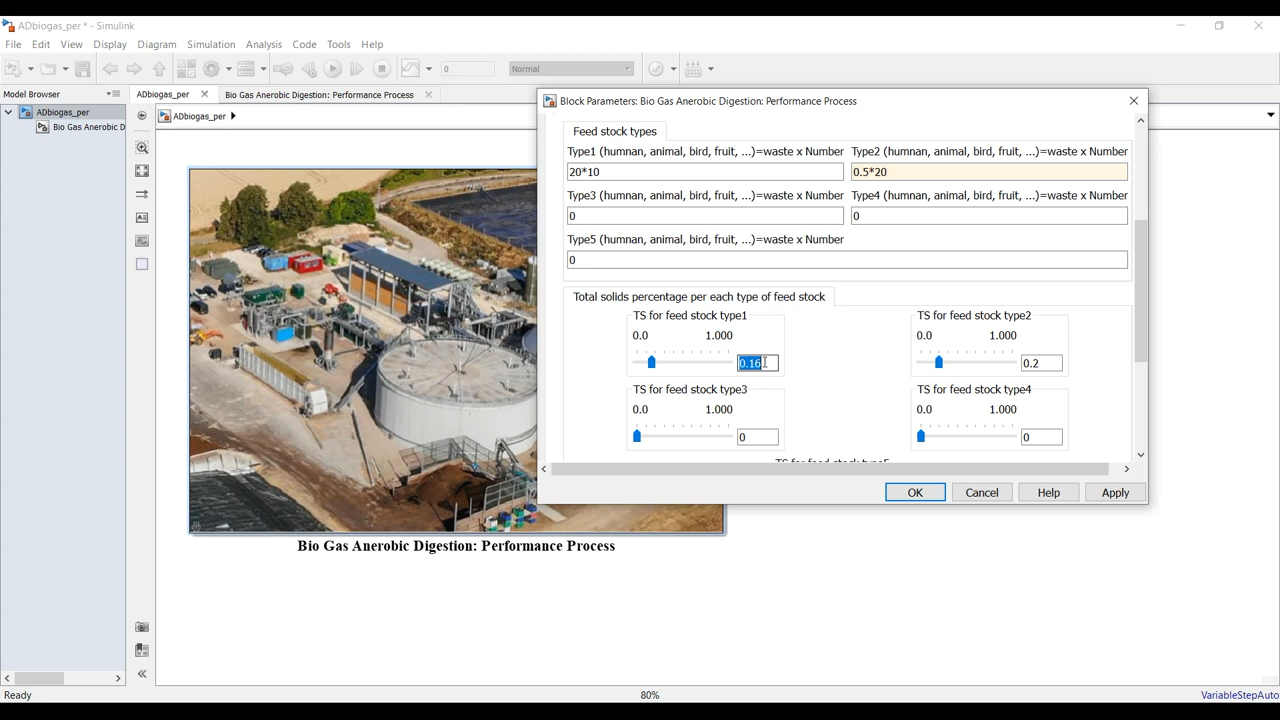 ADbiogas_per * - Simulink
File Edit View Display Diagram Simulation Analysis Code Tools Help
0 Normal
Model Browser
ADbiogas_per
Bio Gas Anerobic Digestion: Performance Process
ADbiogas_per
Bio Gas Anerobic D
ADbiogas_per
Block Parameters: Bio Gas Anerobic Digestion: Performance Process
Feed stock types
Type1 (humnan, animal, bird, fruit, ...)=waste x Number
Type2 (humnan, animal, bird, fruit, ...)=waste x Number
20*10
0.5*20
Type3 (humnan, animal, bird, fruit, ...)=waste x Number
Type4 (humnan, animal, bird, fruit, ...)=waste x Number
0
0
Type5 (humnan, animal, bird, fruit, ...)=waste x Number
0
Total solids percentage per each type of feed stock
TS for feed stock type1
TS for feed stock type2
0.0 1.000
0.0 1.000
0.16
0.2
TS for feed stock type3
TS for feed stock type4
0.0 1.000
0.0 1.000
0
0
TS for feed stock type5
OK Cancel Help Apply
Bio Gas Anerobic Digestion: Performance Process
Ready 80% VariableStepAuto